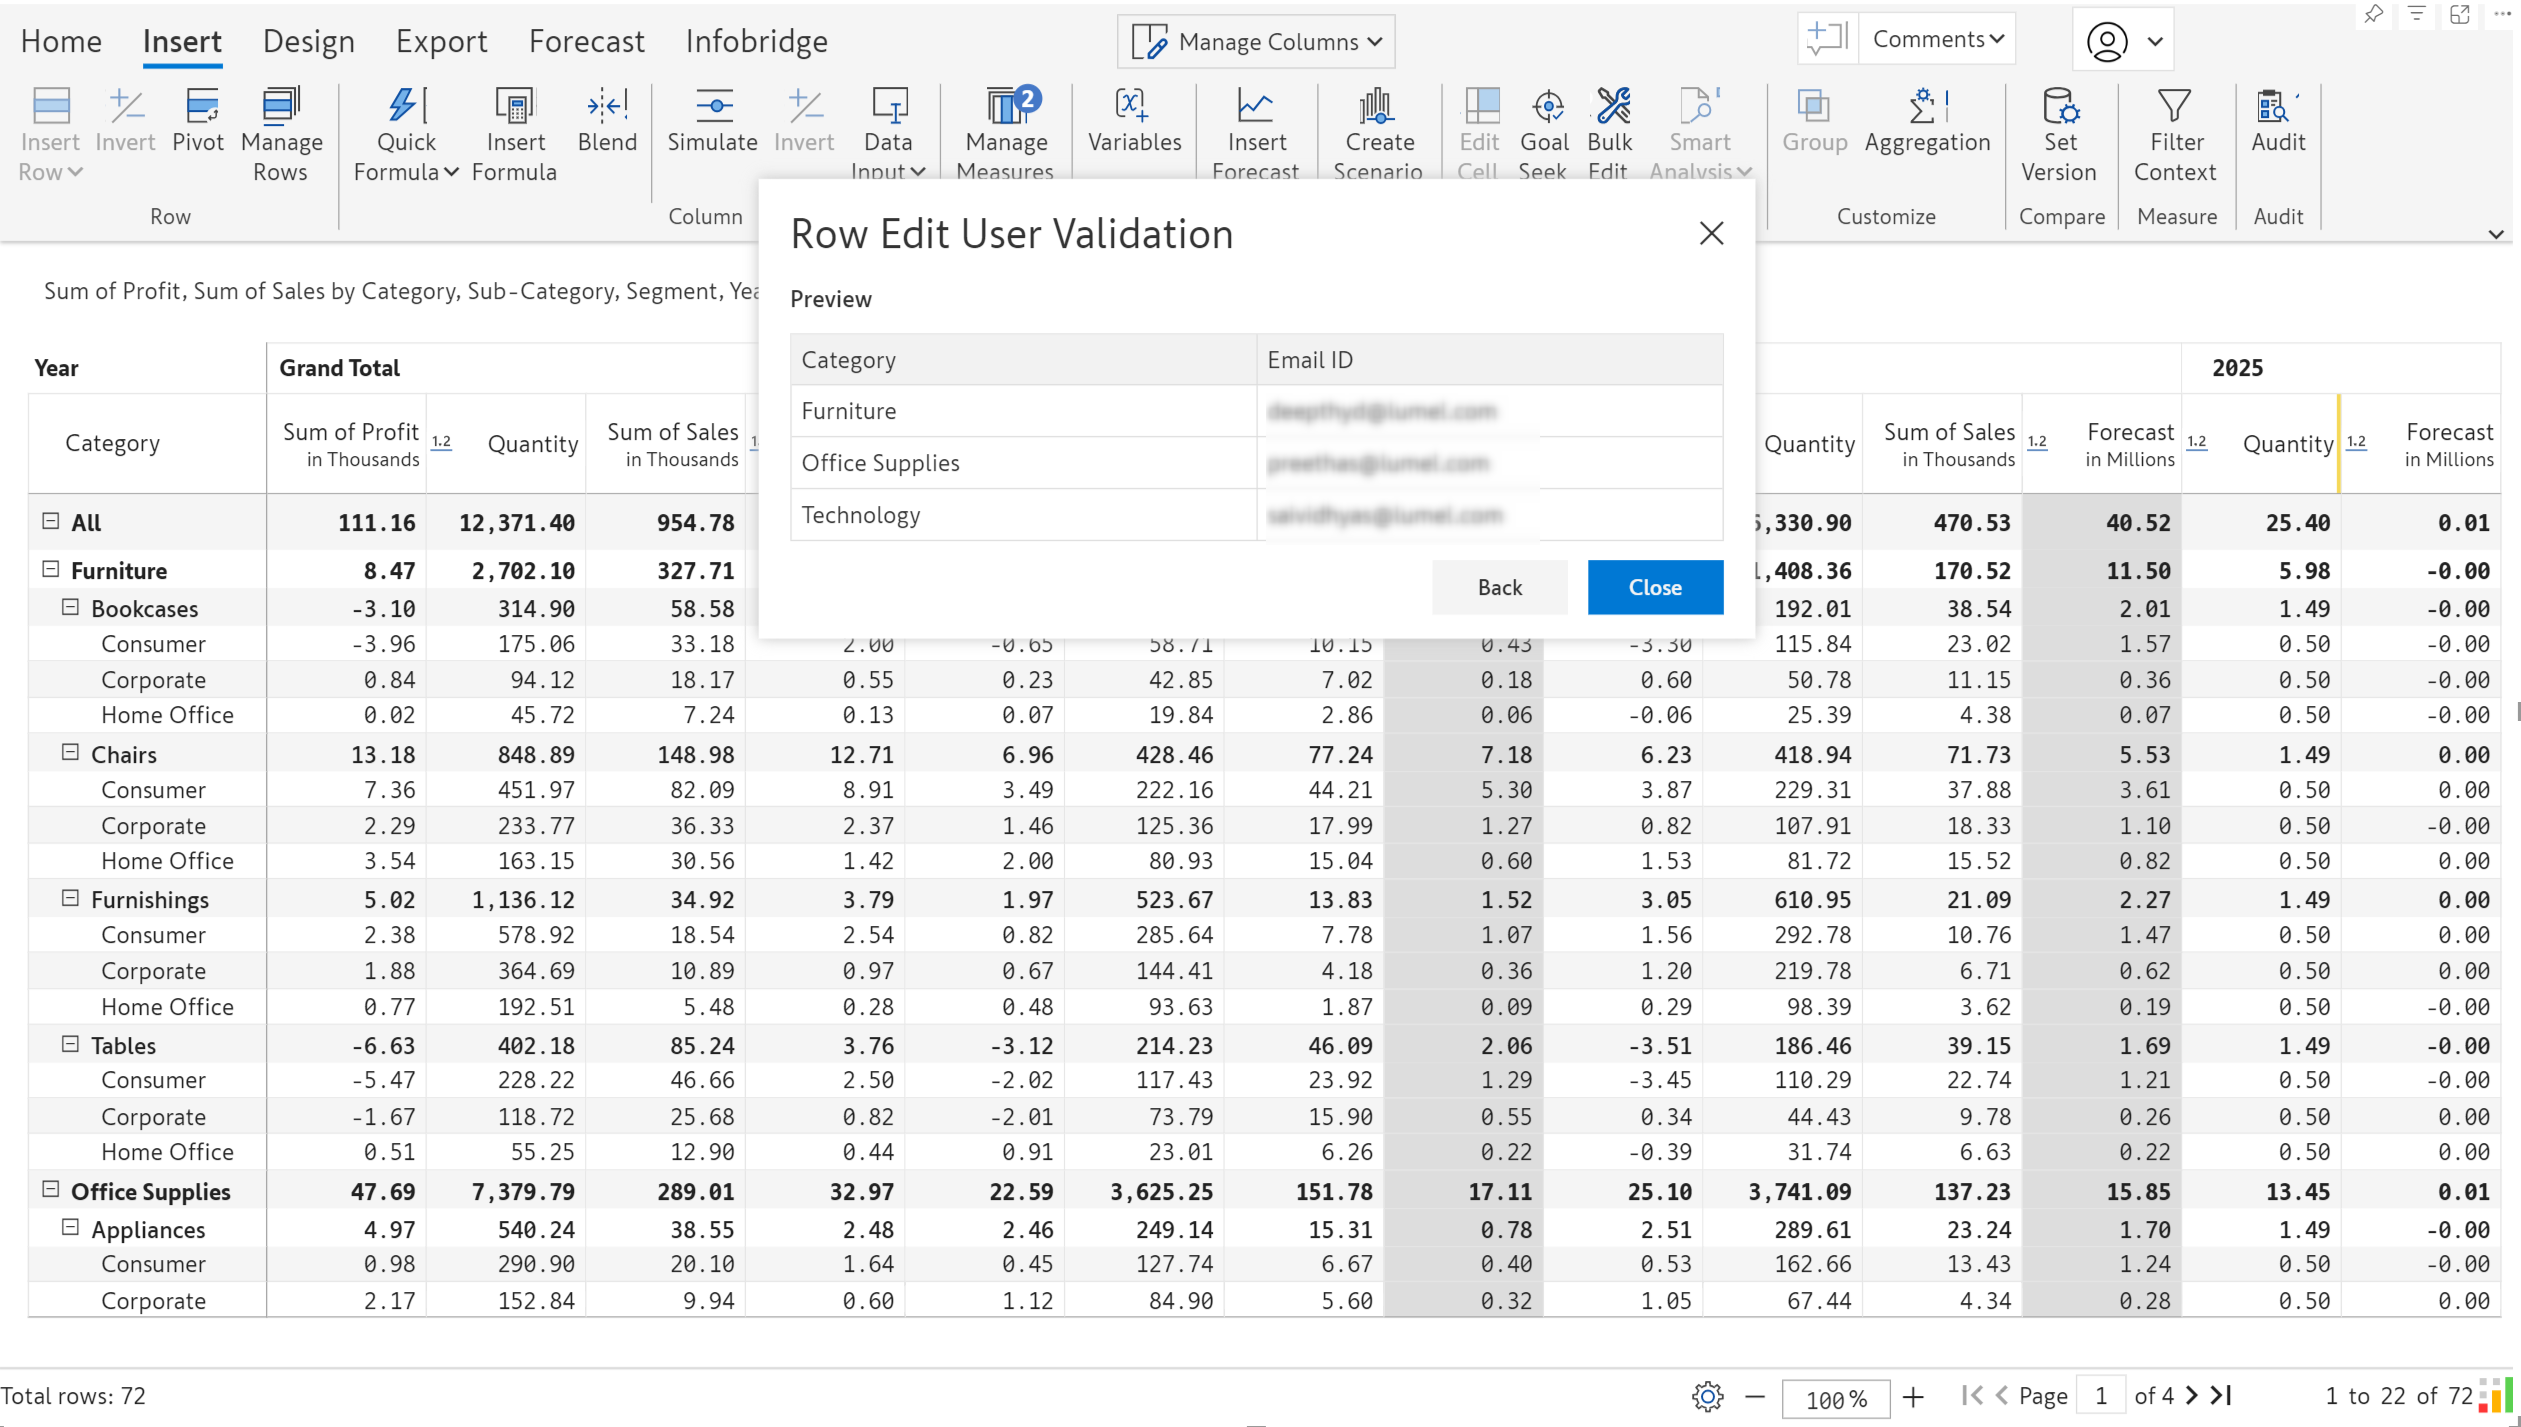 Home Insert Design Export Forecast Infobridge Manage Columns Comments
Insert Row Invert Pivot Manage Rows Quick Formula Insert Formula Blend Simulate Invert Data Input Manage Measures 2 Variables Insert Forecast Create Scenario Edit Cell Goal Seek Bulk Edit Smart Analysis Group Aggregation Set Version Filter Context Audit
Row Column Customize Compare Measure Audit
Row Edit User Validation
Preview
Category Email ID
Furniture
Office Supplies
Technology
Back Close
Sum of Profit, Sum of Sales by Category, Sub-Category, Segment,
Year Grand Total 2025
Category Sum of Profit in Thousands 1.2 Quantity Sum of Sales in Thousands Quantity Sum of Sales in Thousands 1.2 Forecast in Millions 1.2 Quantity 1.2 Forecast in Millions
All 111.16 12,371.40 954.78 ,330.90 470.53 40.52 25.40 0.01
Furniture 8.47 2,702.10 327.71 ,408.36 170.52 11.50 5.98 -0.00
Bookcases -3.10 314.90 58.58 192.01 38.54 2.01 1.49 -0.00
Consumer -3.96 175.06 33.18 2.00 -0.65 58.71 10.15 0.43 -3.30 115.84 23.02 1.57 0.50 -0.00
Corporate 0.84 94.12 18.17 0.55 0.23 42.85 7.02 0.18 0.60 50.78 11.15 0.36 0.50 -0.00
Home Office 0.02 45.72 7.24 0.13 0.07 19.84 2.86 0.06 -0.06 25.39 4.38 0.07 0.50 -0.00
Chairs 13.18 848.89 148.98 12.71 6.96 428.46 77.24 7.18 6.23 418.94 71.73 5.53 1.49 0.00
Consumer 7.36 451.97 82.09 8.91 3.49 222.16 44.21 5.30 3.87 229.31 37.88 3.61 0.50 0.00
Corporate 2.29 233.77 36.33 2.37 1.46 125.36 17.99 1.27 0.82 107.91 18.33 1.10 0.50 -0.00
Home Office 3.54 163.15 30.56 1.42 2.00 80.93 15.04 0.60 1.53 81.72 15.52 0.82 0.50 0.00
Furnishings 5.02 1,136.12 34.92 3.79 1.97 523.67 13.83 1.52 3.05 610.95 21.09 2.27 1.49 0.00
Consumer 2.38 578.92 18.54 2.54 0.82 285.64 7.78 1.07 1.56 292.78 10.76 1.47 0.50 0.00
Corporate 1.88 364.69 10.89 0.97 0.67 144.41 4.18 0.36 1.20 219.78 6.71 0.62 0.50 0.00
Home Office 0.77 192.51 5.48 0.28 0.48 93.63 1.87 0.09 0.29 98.39 3.62 0.19 0.50 -0.00
Tables -6.63 402.18 85.24 3.76 -3.12 214.23 46.09 2.06 -3.51 186.46 39.15 1.69 1.49 -0.00
Consumer -5.47 228.22 46.66 2.50 -2.02 117.43 23.92 1.29 -3.45 110.29 22.74 1.21 0.50 -0.00
Corporate -1.67 118.72 25.68 0.82 -2.01 73.79 15.90 0.55 0.34 44.43 9.78 0.26 0.50 0.00
Home Office 0.51 55.25 12.90 0.44 0.91 23.01 6.26 0.22 -0.39 31.74 6.63 0.22 0.50 0.00
Office Supplies 47.69 7,379.79 289.01 32.97 22.59 3,625.25 151.78 17.11 25.10 3,741.09 137.23 15.85 13.45 0.01
Appliances 4.97 540.24 38.55 2.48 2.46 249.14 15.31 0.78 2.51 289.61 23.24 1.70 1.49 -0.00
Consumer 0.98 290.90 20.10 1.64 0.45 127.74 6.67 0.40 0.53 162.66 13.43 1.24 0.50 -0.00
Corporate 2.17 152.84 9.94 0.60 1.12 84.90 5.60 0.32 1.05 67.44 4.34 0.28 0.50 0.00
Total rows: 72 100% Page 1 of 4 1 to 22 of 72